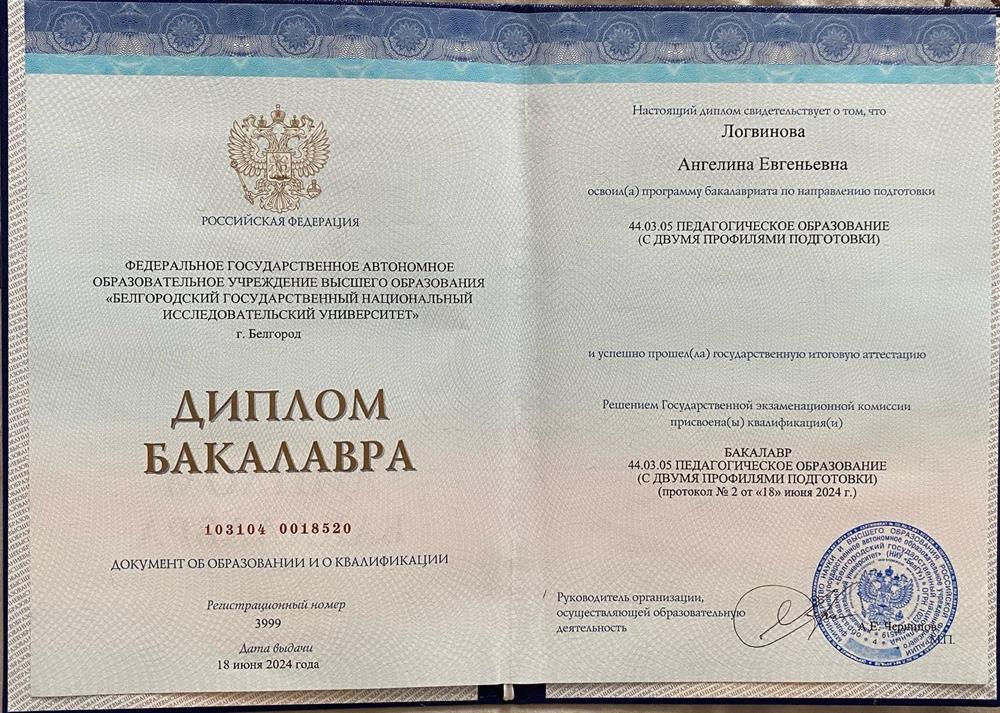 РОССИЙСКАЯ ФЕДЕРАЦИЯ
ФЕДЕРАЛЬНОЕ ГОСУДАРСТВЕННОЕ АВТОНОМНОЕ
ОБРАЗОВАТЕЛЬНОЕ УЧРЕЖДЕНИЕ ВЫСШЕГО ОБРАЗОВАНИЯ
«БЕЛГОРОДСКИЙ ГОСУДАРСТВЕННЫЙ НАЦИОНАЛЬНЫЙ
ИССЛЕДОВАТЕЛЬСКИЙ УНИВЕРСИТЕТ»
г. Белгород
ДИПЛОМ
БАКАЛАВРА
103104 0018520
ДОКУМЕНТ ОБ ОБРАЗОВАНИИ И О КВАЛИФИКАЦИИ
Регистрационный номер
3999
Дата выдачи
18 июня 2024 года
Настоящий диплом свидетельствует о том, что
Логвинова
Ангелина Евгеньевна
освоил(а) программу бакалавриата по направлению подготовки
44.03.05 ПЕДАГОГИЧЕСКОЕ ОБРАЗОВАНИЕ
(С ДВУМЯ ПРОФИЛЯМИ ПОДГОТОВКИ)
и успешно прошел(ла) государственную итоговую аттестацию
Решением Государственной экзаменационной комиссии
присвоена(ы) квалификация(и)
БАКАЛАВР
44.03.05 ПЕДАГОГИЧЕСКОЕ ОБРАЗОВАНИЕ
(С ДВУМЯ ПРОФИЛЯМИ ПОДГОТОВКИ)
(протокол № 2 от «18» июня 2024 г.)
Руководитель организации,
осуществляющей образовательную
деятельность
М.П.